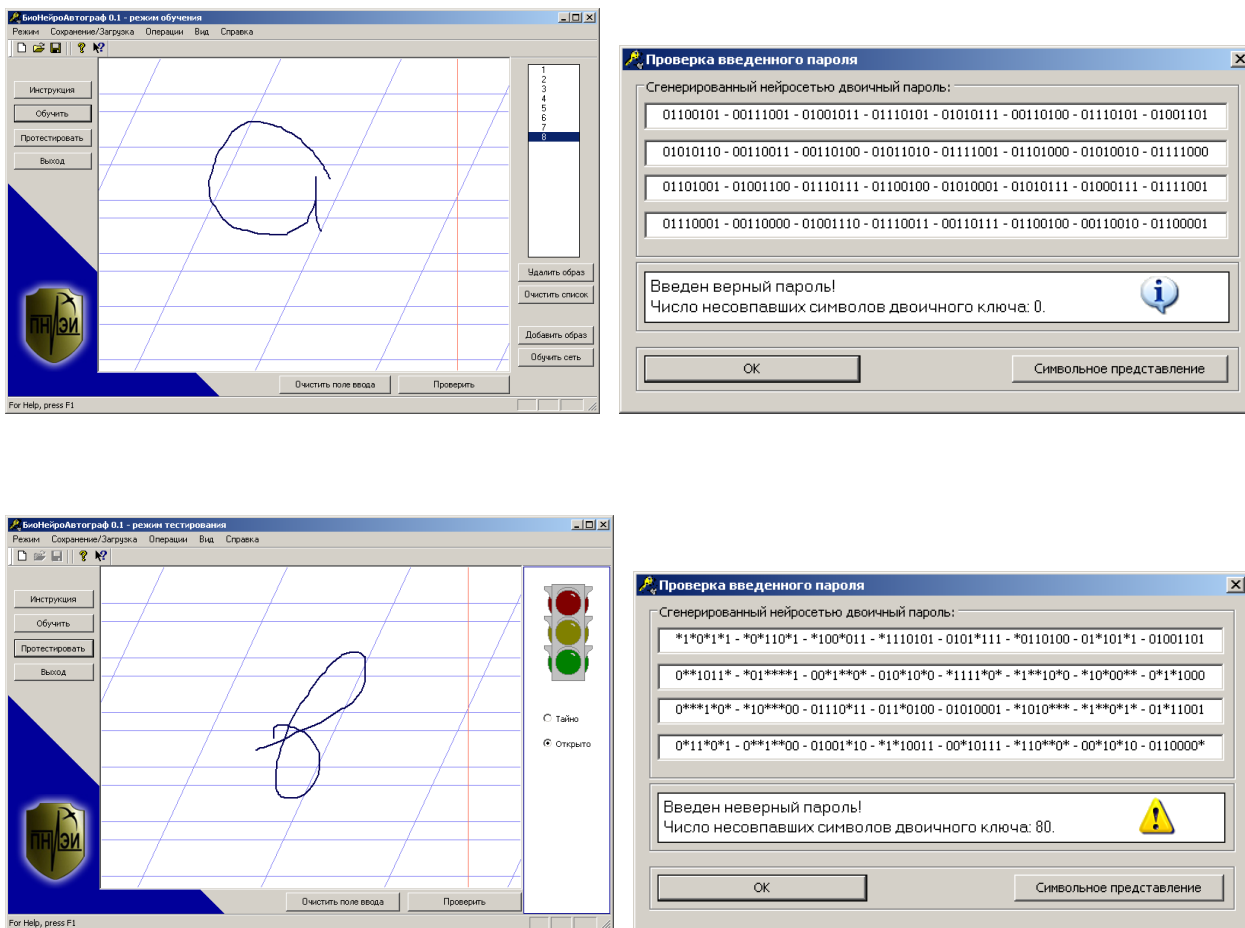 БиоНейроАвтограф 0.1 - режим обучения
Режим Сохранение/Загрузка Операции Вид Справка
Инструкция
Обучить
Протестировать
Выход
ПНИЭИ
1
2
3
4
5
6
7
8
Удалить образ
Очистить список
Добавить образ
Обучить сеть
Очистить поле ввода Проверить
For Help, press F1
Проверка введенного пароля
Сгенерированный нейросетью двоичный пароль:
01100101 - 00111001 - 01001011 - 01110101 - 01010111 - 00110100 - 01110101 - 01001101
01010110 - 00110011 - 00110100 - 01011010 - 01111001 - 01101000 - 01010010 - 01111000
01101001 - 01001100 - 01110111 - 01100100 - 01010001 - 01010111 - 01000111 - 01111001
01110001 - 00110000 - 01001110 - 01110011 - 00110111 - 01100100 - 00110010 - 01100001
Введен верный пароль!
Число несовпавших символов двоичного ключа: 0.
OK Символьное представление
БиоНейроАвтограф 0.1 - режим тестирования
Режим Сохранение/Загрузка Операции Вид Справка
Инструкция
Обучить
Протестировать
Выход
ПНИЭИ
Тайно
Открыто
Очистить поле ввода Проверить
For Help, press F1
Проверка введенного пароля
Сгенерированный нейросетью двоичный пароль:
*1*0*1*1 - *0*110*1 - *100*011 - *1110101 - 0101*111 - *0110100 - 01*101*1 - 01001101
0**1011* - *01****1 - 00*1**0* - 010*10*0 - *1111*0* - *1**10*0 - *10*00** - 0*1*1000
0***1*0* - *10***00 - 01110*11 - 011*0100 - 01010001 - *1010*** - *1**0*1* - 01*11001
0*11*0*1 - 0**1**00 - 01001*10 - *1*10011 - 00*10111 - *110**0* - 00*10*10 - 0110000*
Введен неверный пароль!
Число несовпавших символов двоичного ключа: 80.
OK Символьное представление